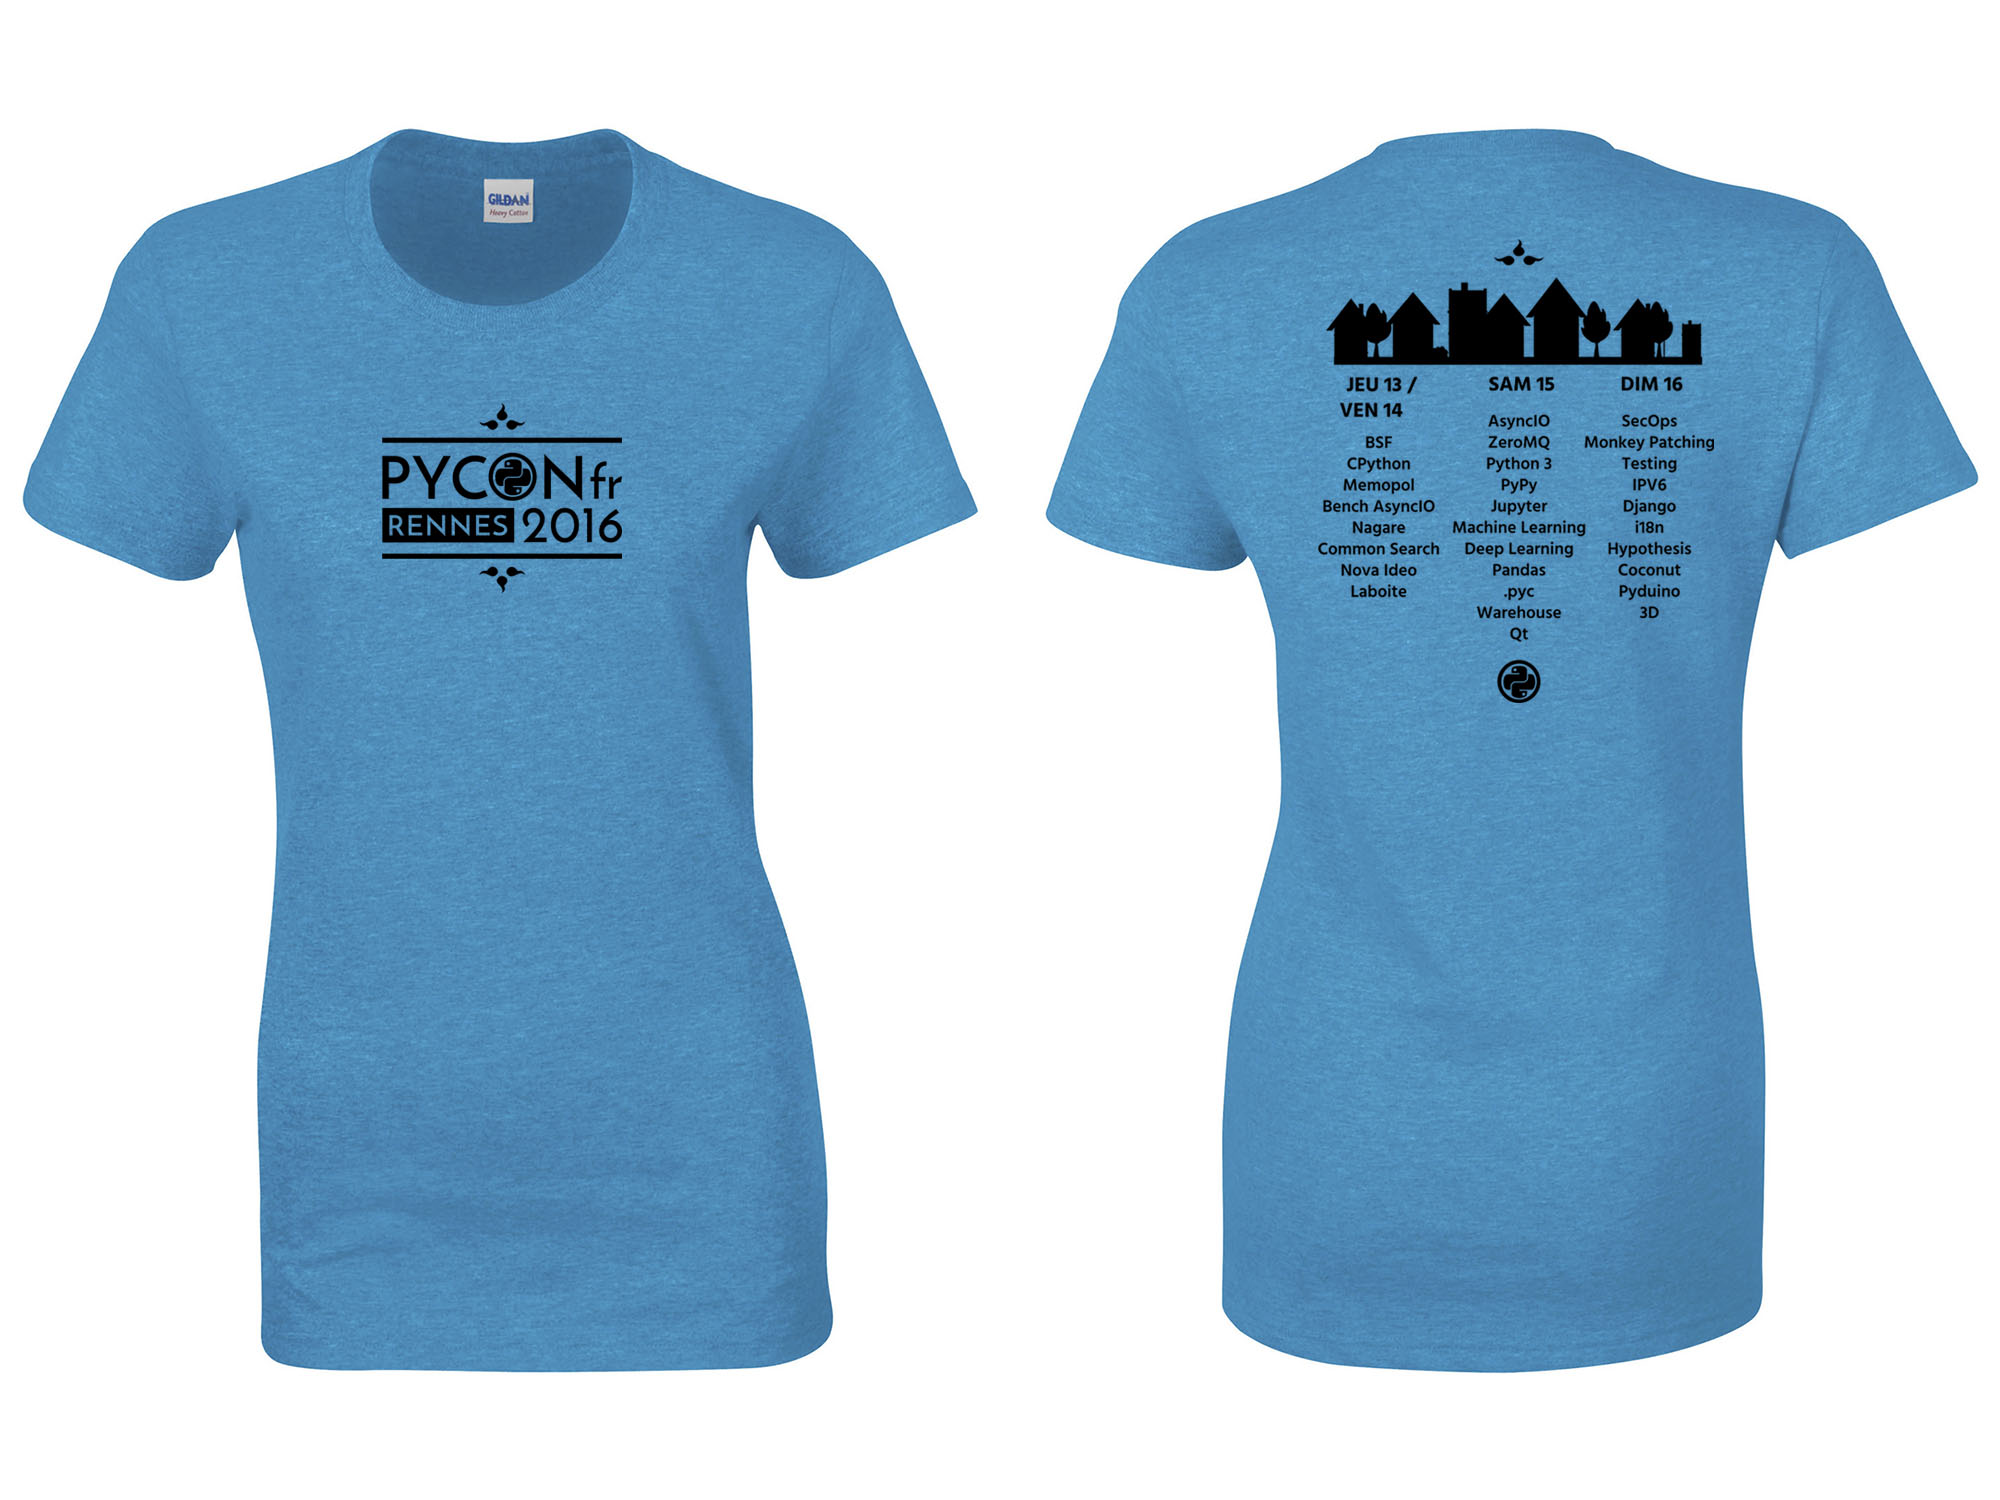 GILDAN
Heavy Cotton
PYCONfr
RENNES 2016
JEU 13 /
VEN 14
BSF
CPython
Memopol
Bench AsyncIO
Nagare
Common Search
Nova Ideo
Laboite
SAM 15
AsyncIO
ZeroMQ
Python 3
PyPy
Jupyter
Machine Learning
Deep Learning
Pandas
.pyc
Warehouse
Qt
DIM 16
SecOps
Monkey Patching
Testing
IPV6
Django
i18n
Hypothesis
Coconut
Pyduino
3D